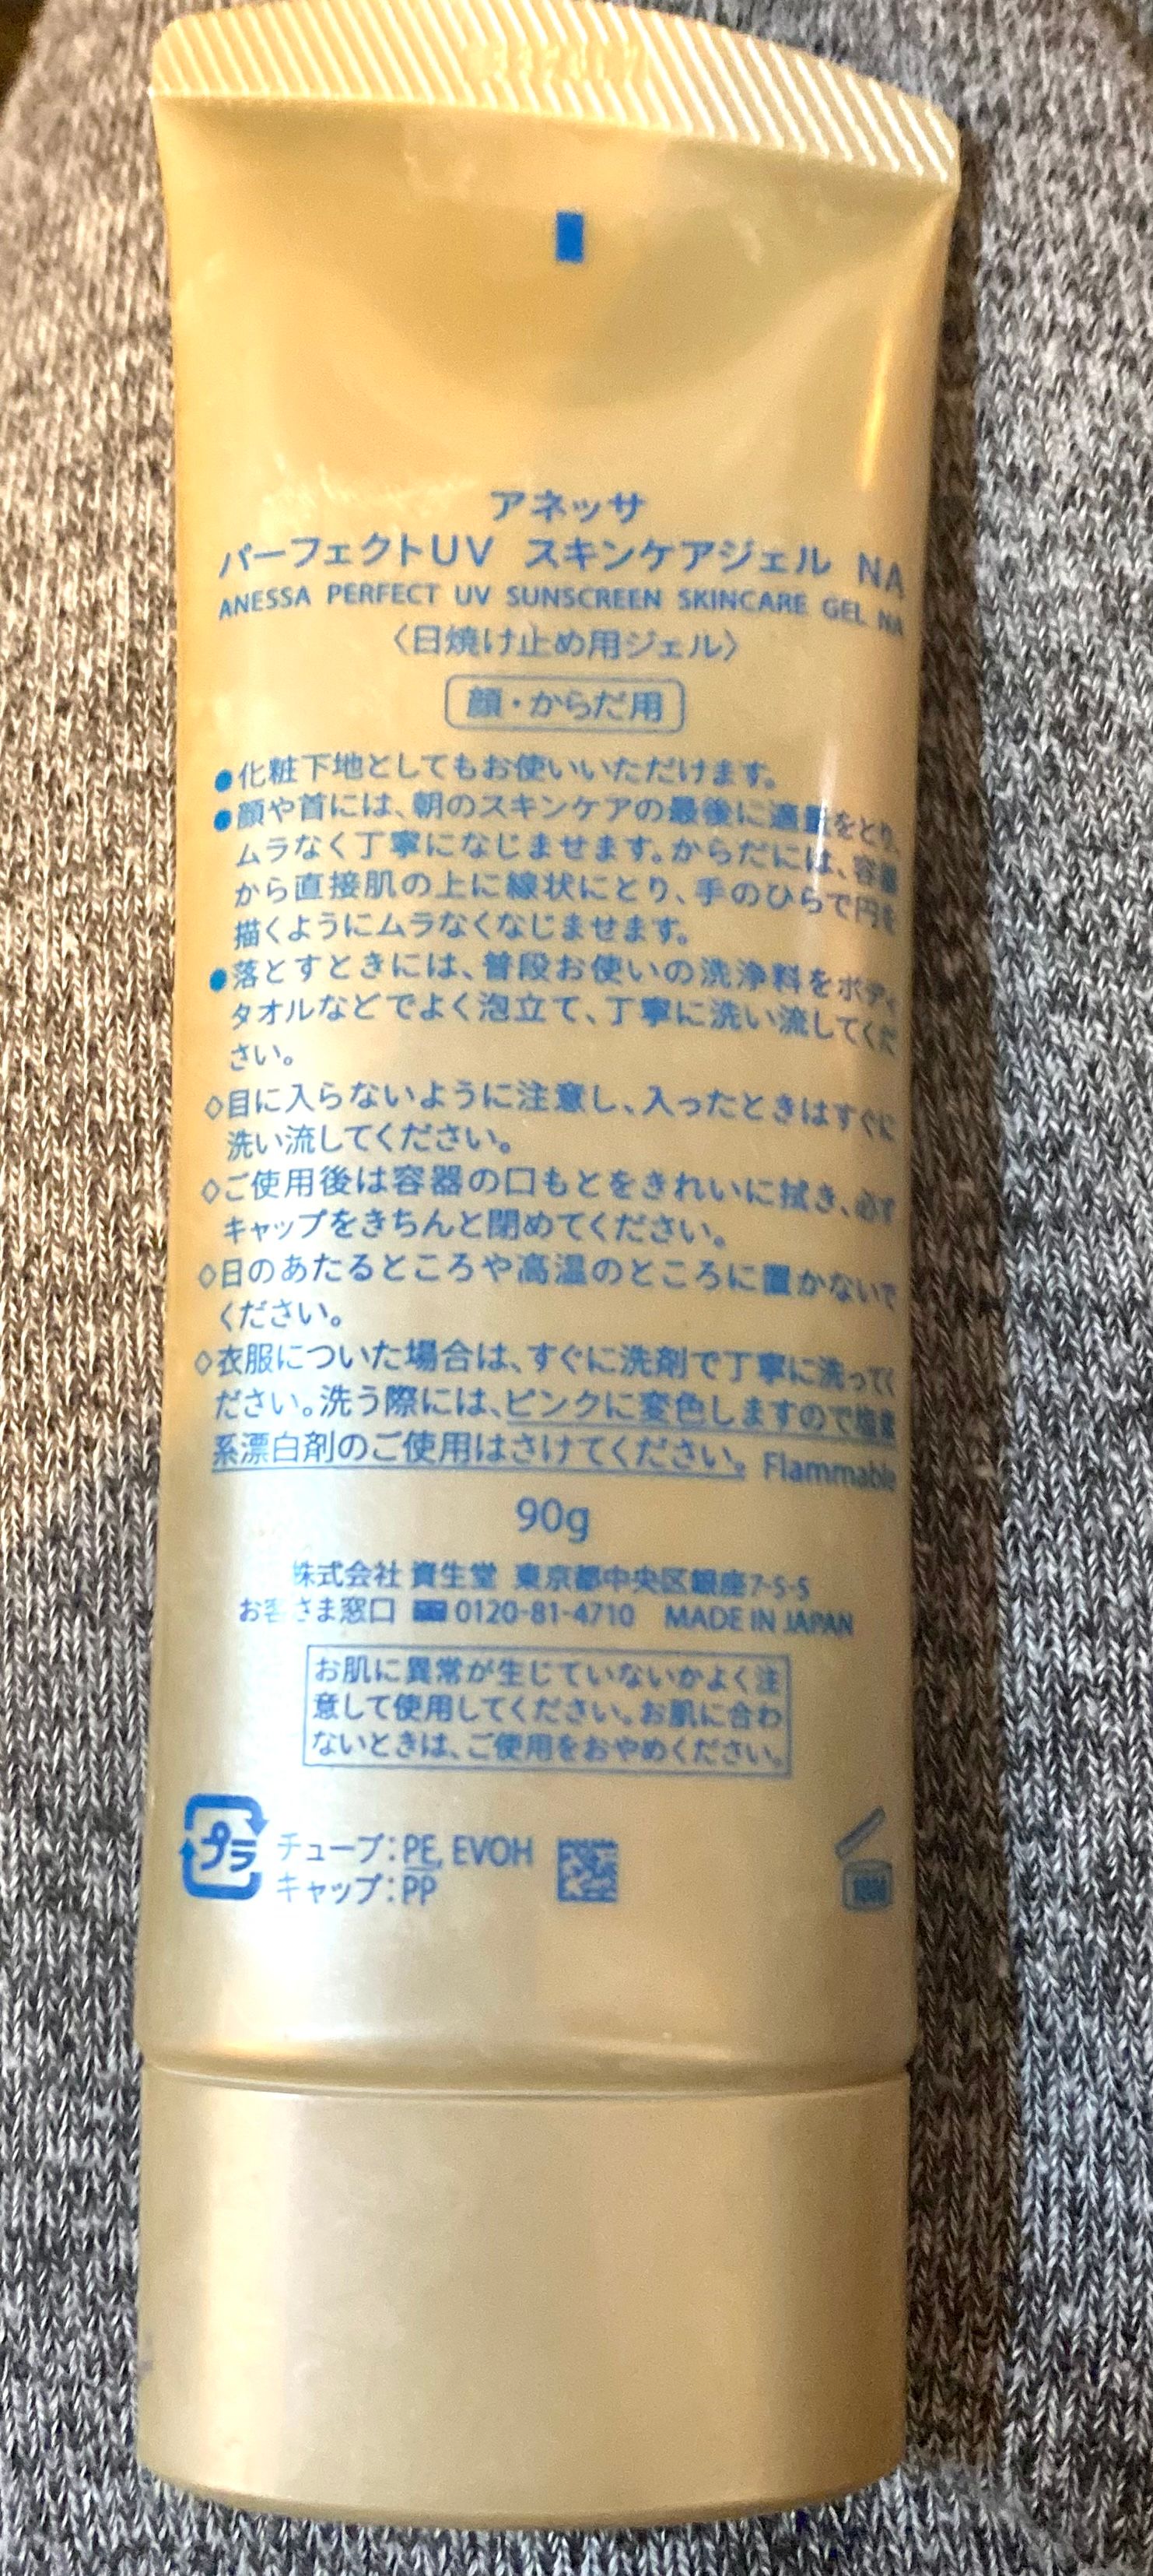 アネッサ
パーフェクトUV スキンケアジェル NA
ANESSA PERFECT UV SUNSCREEN SKINCARE GEL NA
〈日焼け止め用ジェル〉
顔・からだ用
●化粧下地としてもお使いいただけます。
●顔や首には、朝のスキンケアの最後に適量をとり、
ムラなく丁寧になじませます。からだには、容器
から直接肌の上に線状にとり、手のひらで円を
描くようにムラなくなじませます。
●落とすときには、普段お使いの洗浄料をボディ
タオルなどでよく泡立て、丁寧に洗い流してくだ
さい。
◇目に入らないように注意し、入ったときはすぐに
洗い流してください。
◇ご使用後は容器の口もとをきれいに拭き、必ず
キャップをきちんと閉めてください。
◇日のあたるところや高温のところに置かないで
ください。
◇衣服についた場合は、すぐに洗剤で丁寧に洗ってく
ださい。洗う際には、ピンクに変色しますので塩素
系漂白剤のご使用はさけてください。 Flammable
90g
株式会社 資生堂 東京都中央区銀座7-5-5
お客さま窓口 0120-81-4710 MADE IN JAPAN
お肌に異常が生じていないかよく注
意して使用してください。お肌に合わ
ないときは、ご使用をおやめください。
プラ
チューブ:PE, EVOH
キャップ:PP